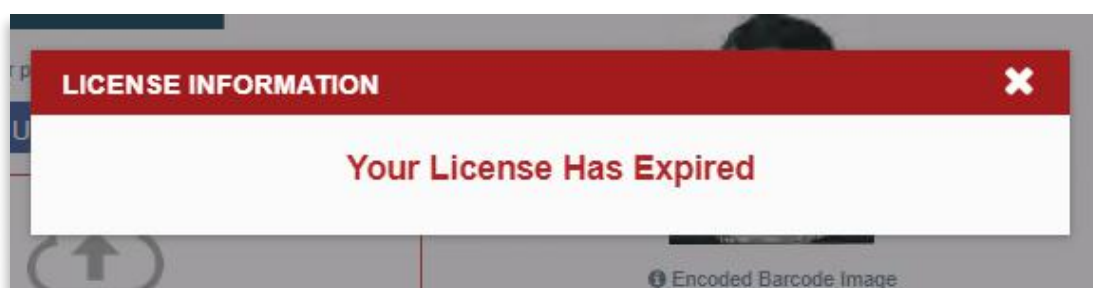 r p
LICENSE INFORMATION
U
Your License Has Expired
Encoded Barcode Image